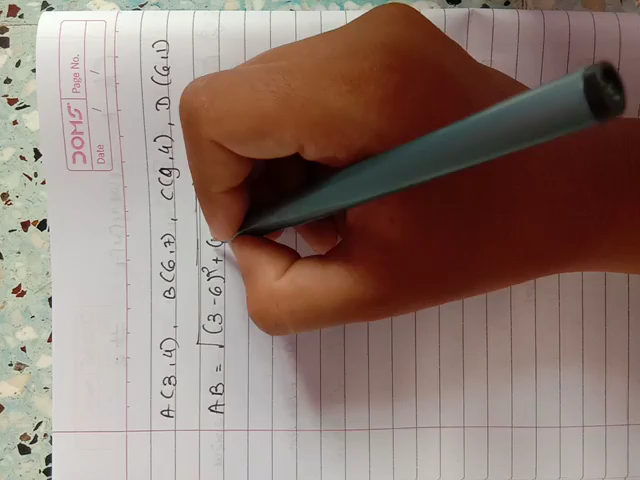 DOMS Page No.
Date / /
A(3,4), B(6,7), C(9,4), D(6,1)
AB = √(3-6)² + (